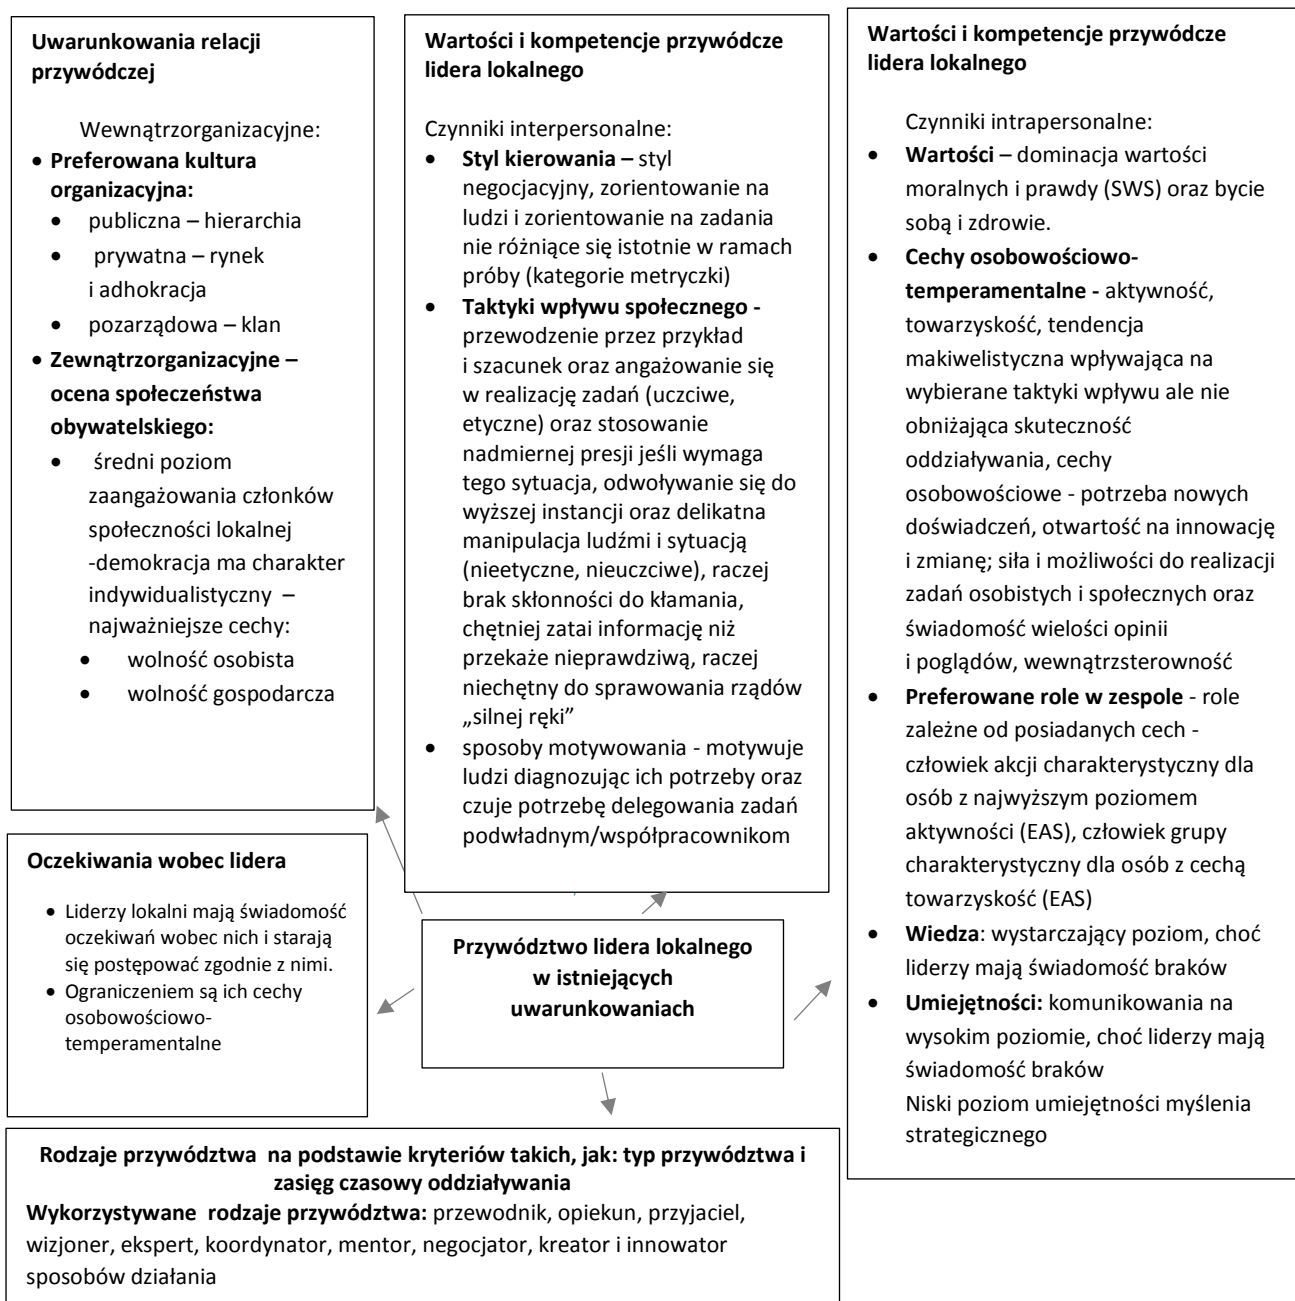 Uwarunkowania relacji
przywódczej
Wewnątrzorganizacyjne:
• Preferowana kultura
organizacyjna:
• publiczna – hierarchia
• prywatna – rynek
i adhokracja
• pozarządowa – klan
• Zewnątrzorganizacyjne –
ocena społeczeństwa
obywatelskiego:
• średni poziom
zaangażowania członków
społeczności lokalnej
-demokracja ma charakter
indywidualistyczny –
najważniejsze cechy:
• wolność osobista
• wolność gospodarcza
Wartości i kompetencje przywódcze
lidera lokalnego
Czynniki interpersonalne:
• Styl kierowania – styl
negocjacyjny, zorientowanie na
ludzi i zorientowanie na zadania
nie różniące się istotnie w ramach
próby (kategorie metryczki)
• Taktyki wpływu społecznego -
przewodzenie przez przykład
i szacunek oraz angażowanie się
w realizację zadań (uczciwe,
etyczne) oraz stosowanie
nadmiernej presji jeśli wymaga
tego sytuacja, odwoływanie się do
wyższej instancji oraz delikatna
manipulacja ludźmi i sytuacją
(nieetyczne, nieuczciwe), raczej
brak skłonności do kłamania,
chętniej zatai informację niż
przekaże nieprawdziwą, raczej
niechętny do sprawowania rządów
„silnej ręki”
• sposoby motywowania - motywuje
ludzi diagnozując ich potrzeby oraz
czuje potrzebę delegowania zadań
podwładnym/współpracownikom
Wartości i kompetencje przywódcze
lidera lokalnego
Czynniki intrapersonalne:
• Wartości – dominacja wartości
moralnych i prawdy (SWS) oraz bycie
sobą i zdrowie.
• Cechy osobowościowo-
temperamentalne - aktywność,
towarzyskość, tendencja
makiwelistyczna wpływająca na
wybierane taktyki wpływu ale nie
obniżająca skuteczność
oddziaływania, cechy
osobowościowe - potrzeba nowych
doświadczeń, otwartość na innowację
i zmianę; siła i możliwości do realizacji
zadań osobistych i społecznych oraz
świadomość wielości opinii
i poglądów, wewnątrzsterowność
• Preferowane role w zespole - role
zależne od posiadanych cech -
człowiek akcji charakterystyczny dla
osób z najwyższym poziomem
aktywności (EAS), człowiek grupy
charakterystyczny dla osób z cechą
towarzyskość (EAS)
• Wiedza: wystarczający poziom, choć
liderzy mają świadomość braków
• Umiejętności: komunikowania na
wysokim poziomie, choć liderzy mają
świadomość braków
Niski poziom umiejętności myślenia
strategicznego
Oczekiwania wobec lidera
• Liderzy lokalni mają świadomość
oczekiwań wobec nich i starają
się postępować zgodnie z nimi.
• Ograniczeniem są ich cechy
osobowościowo-
temperamentalne
Przywództwo lidera lokalnego
w istniejących
uwarunkowaniach
Rodzaje przywództwa na podstawie kryteriów takich, jak: typ przywództwa i
zasięg czasowy oddziaływania
Wykorzystywane rodzaje przywództwa: przewodnik, opiekun, przyjaciel,
wizjoner, ekspert, koordynator, mentor, negocjator, kreator i innowator
sposobów działania